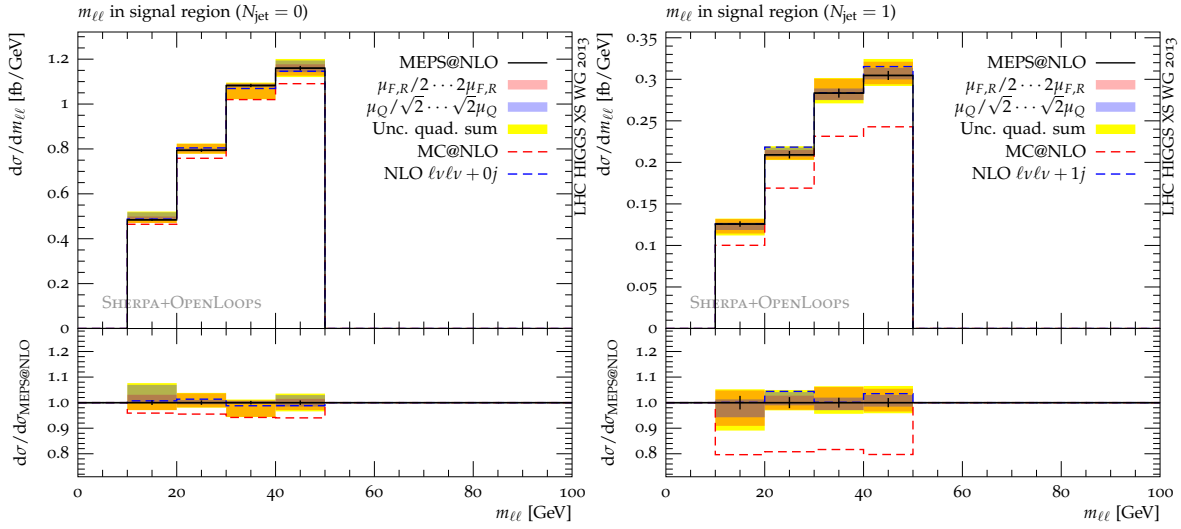 mℓℓ in signal region (Njet = 0)
dσ/dmℓℓ [fb/GeV]
1.2
1
0.8
0.6
0.4
0.2
0
MEPS@NLO
μF,R/2···2μF,R
μQ/√2···√2μQ
Unc. quad. sum
MC@NLO
NLO ℓνℓν + 0j
LHC HIGGS XS WG 2013
SHERPA+OPENLOOPS
dσ/dσMEPS@NLO
1.2
1.1
1.0
0.9
0.8
0 20 40 60 80 100
mℓℓ [GeV]
mℓℓ in signal region (Njet = 1)
dσ/dmℓℓ [fb/GeV]
0.35
0.3
0.25
0.2
0.15
0.1
0.05
0
MEPS@NLO
μF,R/2···2μF,R
μQ/√2···√2μQ
Unc. quad. sum
MC@NLO
NLO ℓνℓν + 1j
LHC HIGGS XS WG 2013
SHERPA+OPENLOOPS
dσ/dσMEPS@NLO
1.2
1.1
1.0
0.9
0.8
0 20 40 60 80 100
mℓℓ [GeV]